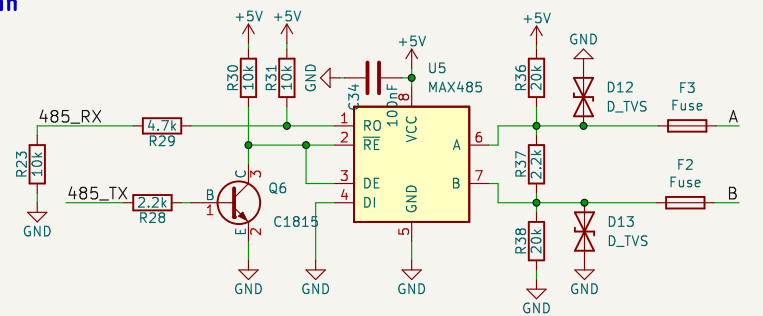 in
+5V
+5V
+5V
+5V
GND
R30
10k
R31
10k
GND
C34
100nF
U5
MAX485
R36
20k
D12
D_TVS
F3
Fuse
A
485_RX
4.7k
R29
R23
10k
GND
1
RO
2
RE
3
DE
4
DI
8
VCC
GND
5
A
6
B
7
R37
2.2k
F2
Fuse
B
485_TX
2.2k
R28
B
1
C
3
Q6
C1815
E
2
R38
20k
D13
D_TVS
GND
GND
GND
GND
GND